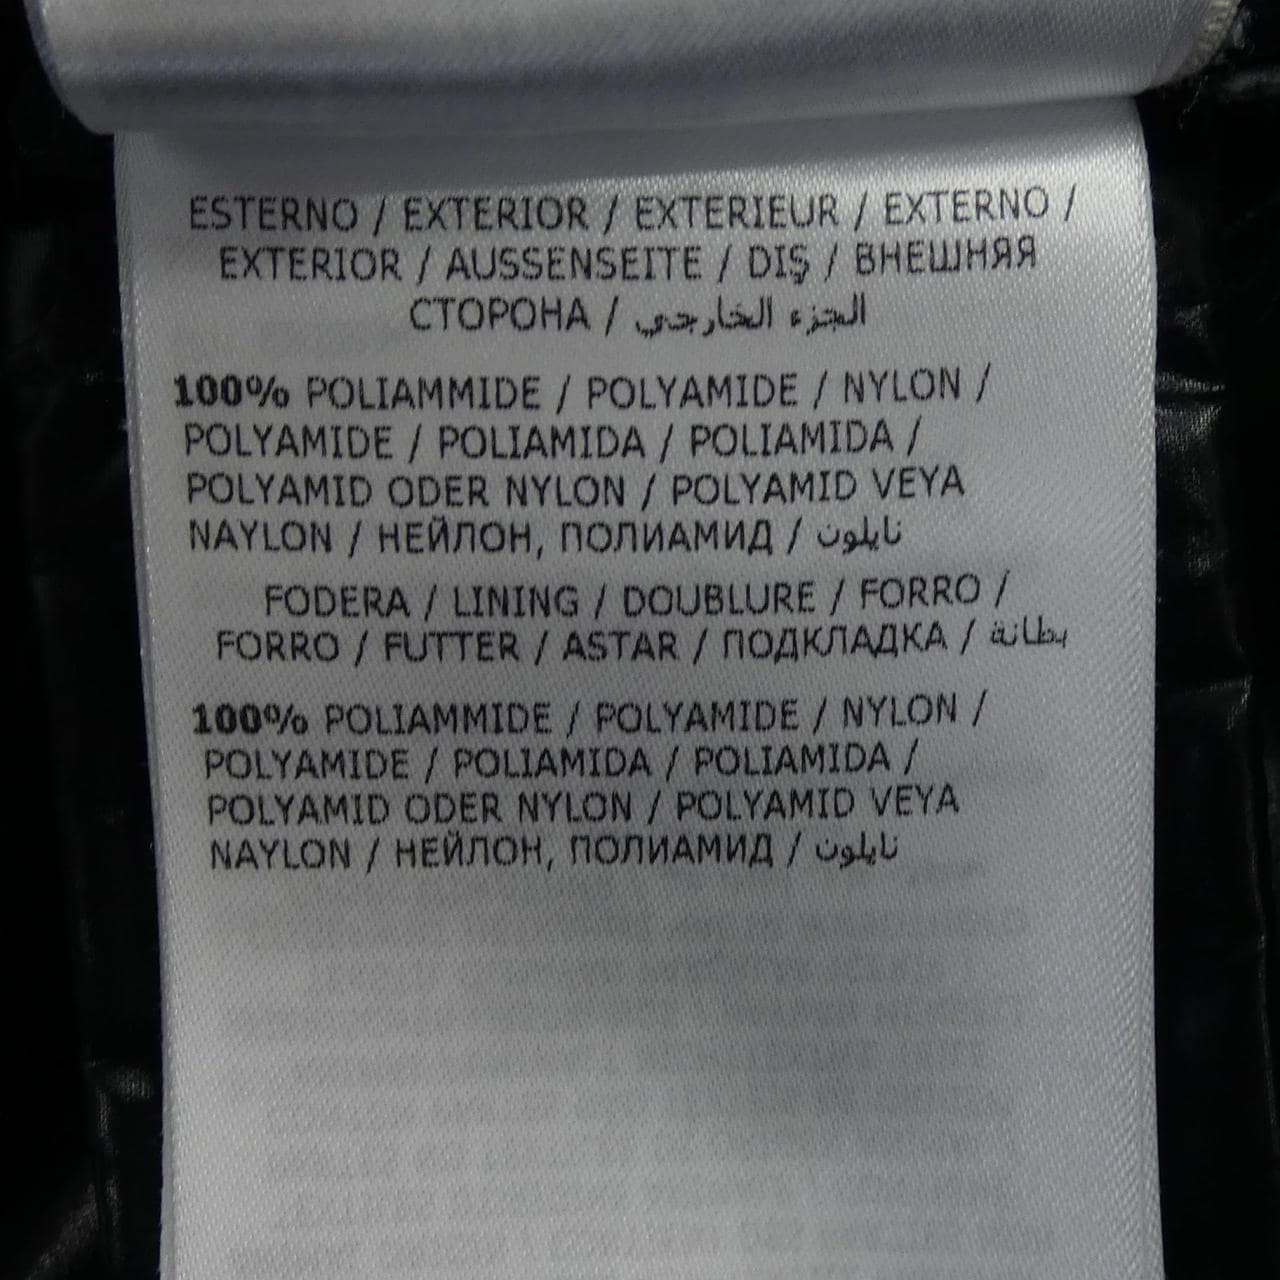 ESTERNO / EXTERIOR / EXTERIEUR / EXTERNO /
EXTERIOR / AUSSENSEITE / DIŞ / ВНЕШНЯЯ
СТОРОНА / الجزء الخارجي
100% POLIAMMIDE / POLYAMIDE / NYLON /
POLYAMIDE / POLIAMIDA / POLIAMIDA /
POLYAMID ODER NYLON / POLYAMID VEYA
NAYLON / НЕЙЛОН, ПОЛИАМИД / نايلون
FODERA / LINING / DOUBLURE / FORRO /
FORRO / FUTTER / ASTAR / ПОДКЛАДКА / بطانة
100% POLIAMMIDE / POLYAMIDE / NYLON /
POLYAMIDE / POLIAMIDA / POLIAMIDA /
POLYAMID ODER NYLON / POLYAMID VEYA
NAYLON / НЕЙЛОН, ПОЛИАМИД / نايلون